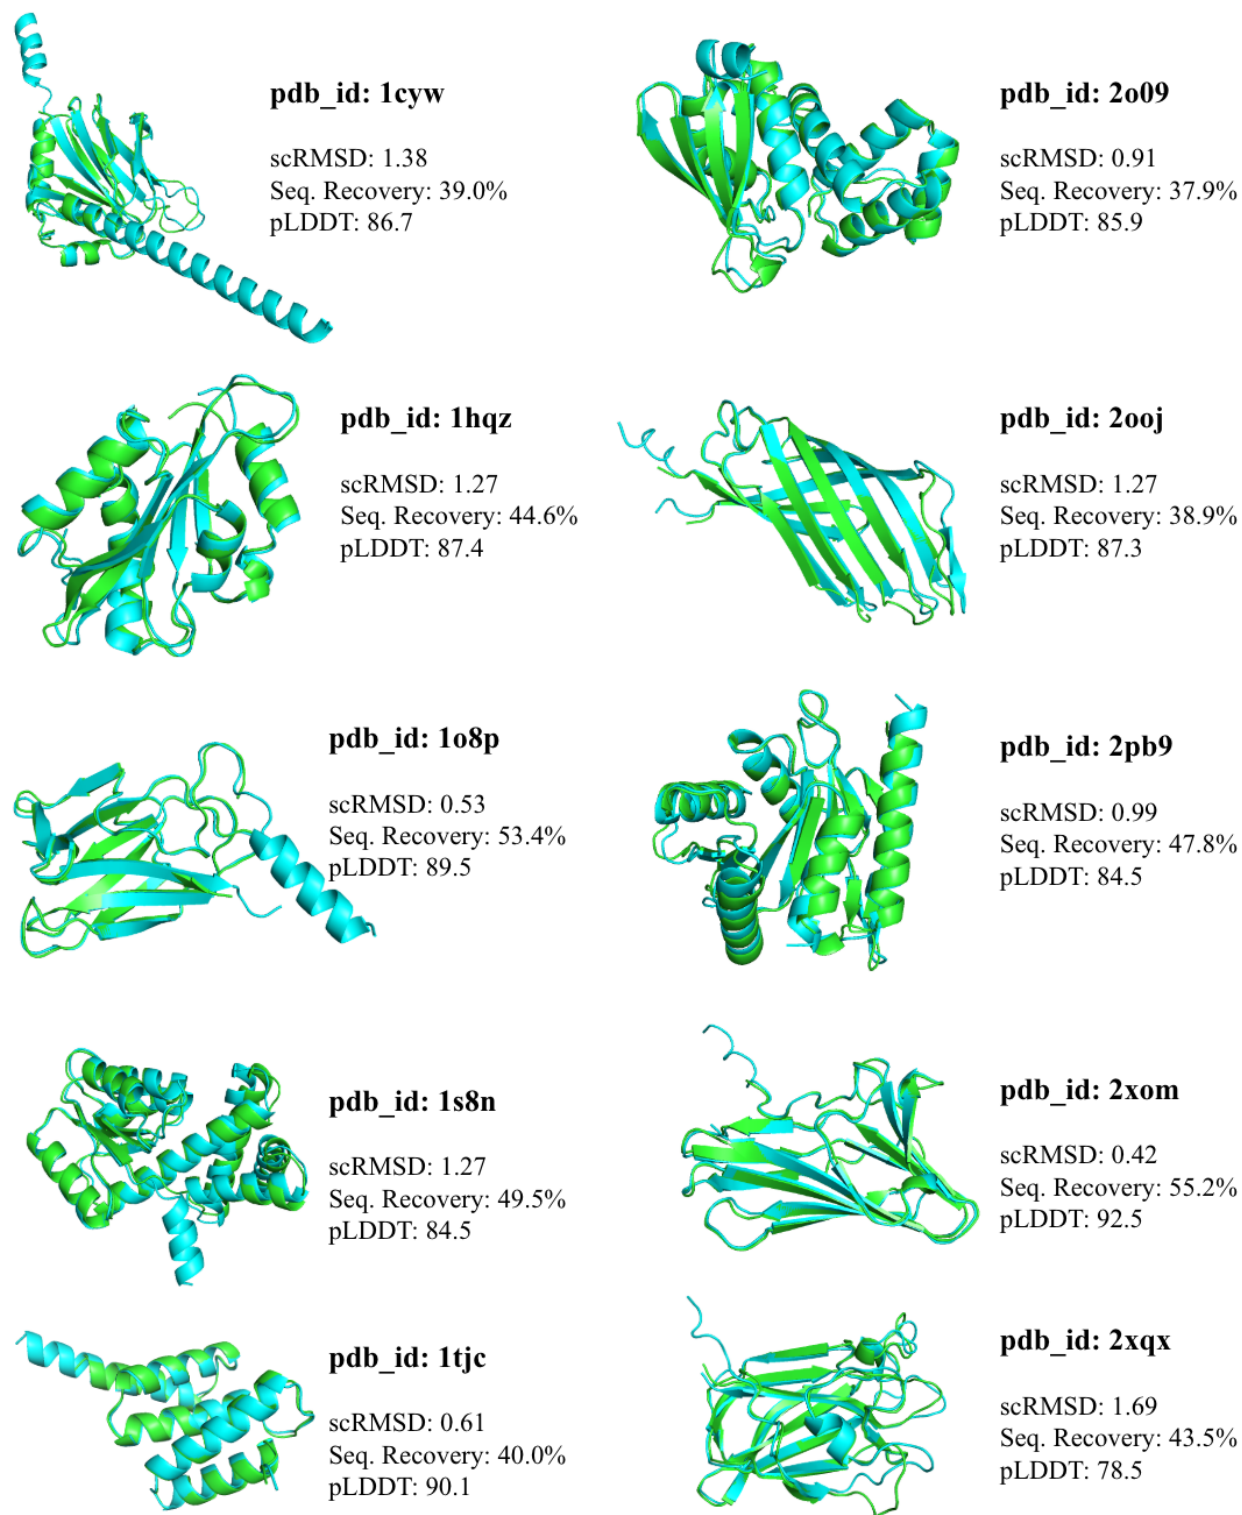 pdb_id: 1cyw
scRMSD: 1.38
Seq. Recovery: 39.0%
pLDDT: 86.7
pdb_id: 2o09
scRMSD: 0.91
Seq. Recovery: 37.9%
pLDDT: 85.9
pdb_id: 1hqz
scRMSD: 1.27
Seq. Recovery: 44.6%
pLDDT: 87.4
pdb_id: 2ooj
scRMSD: 1.27
Seq. Recovery: 38.9%
pLDDT: 87.3
pdb_id: 1o8p
scRMSD: 0.53
Seq. Recovery: 53.4%
pLDDT: 89.5
pdb_id: 2pb9
scRMSD: 0.99
Seq. Recovery: 47.8%
pLDDT: 84.5
pdb_id: 1s8n
scRMSD: 1.27
Seq. Recovery: 49.5%
pLDDT: 84.5
pdb_id: 2xom
scRMSD: 0.42
Seq. Recovery: 55.2%
pLDDT: 92.5
pdb_id: 1tjc
scRMSD: 0.61
Seq. Recovery: 40.0%
pLDDT: 90.1
pdb_id: 2xqx
scRMSD: 1.69
Seq. Recovery: 43.5%
pLDDT: 78.5